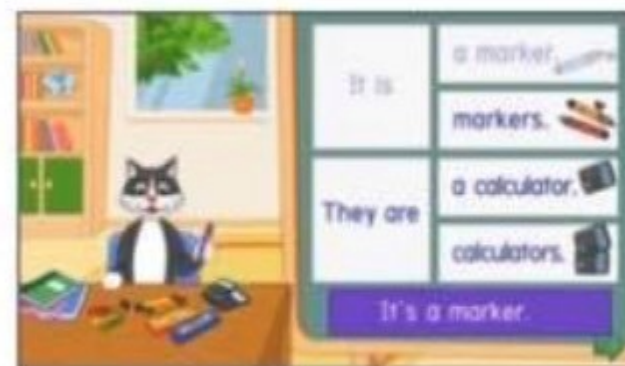 It is
a marker.
markers.
They are
a calculator.
calculators.
It's a marker.